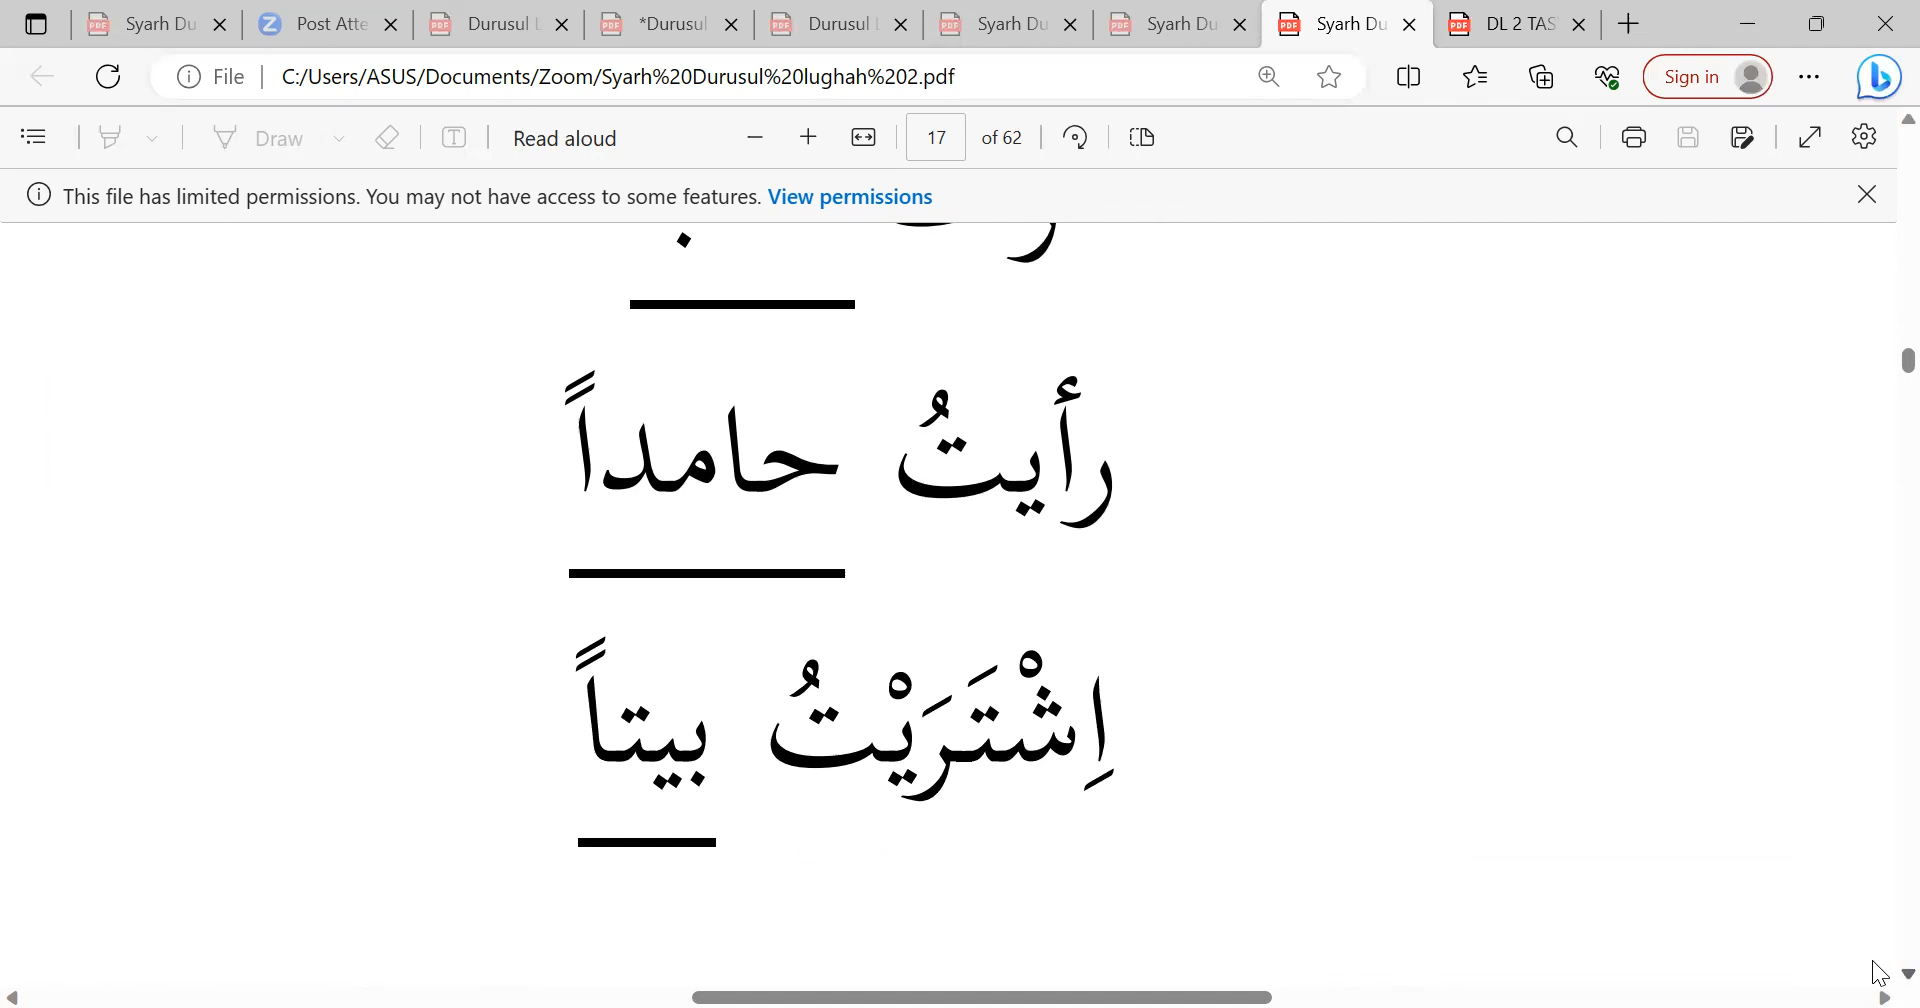 Syarh Du
Post Atte
Durusul L
*Durusul
Durusul L
Syarh Du
Syarh Du
Syarh Du
DL 2 TAS
File
C:/Users/ASUS/Documents/Zoom/Syarh%20Durusul%20lughah%202.pdf
Sign in
Draw
Read aloud
17 of 62
This file has limited permissions. You may not have access to some features. View permissions
رأيتُ حامداً
اِشْتَرَيْتُ بيتاً